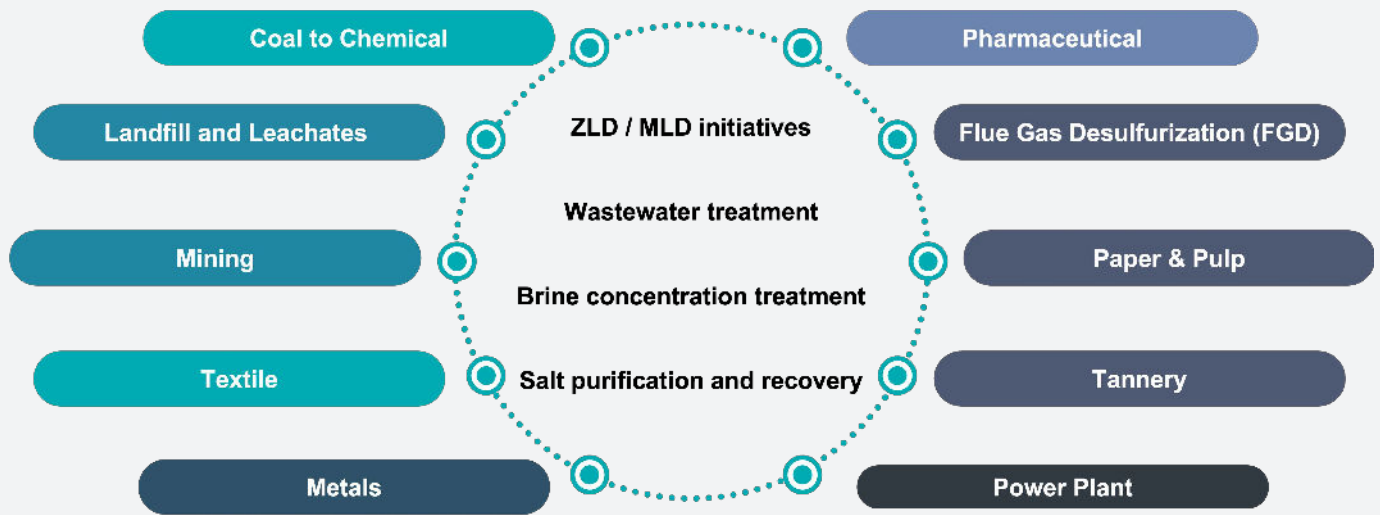 Coal to Chemical
Landfill and Leachates
Mining
Textile
Metals
ZLD / MLD initiatives
Wastewater treatment
Brine concentration treatment
Salt purification and recovery
Pharmaceutical
Flue Gas Desulfurization (FGD)
Paper & Pulp
Tannery
Power Plant